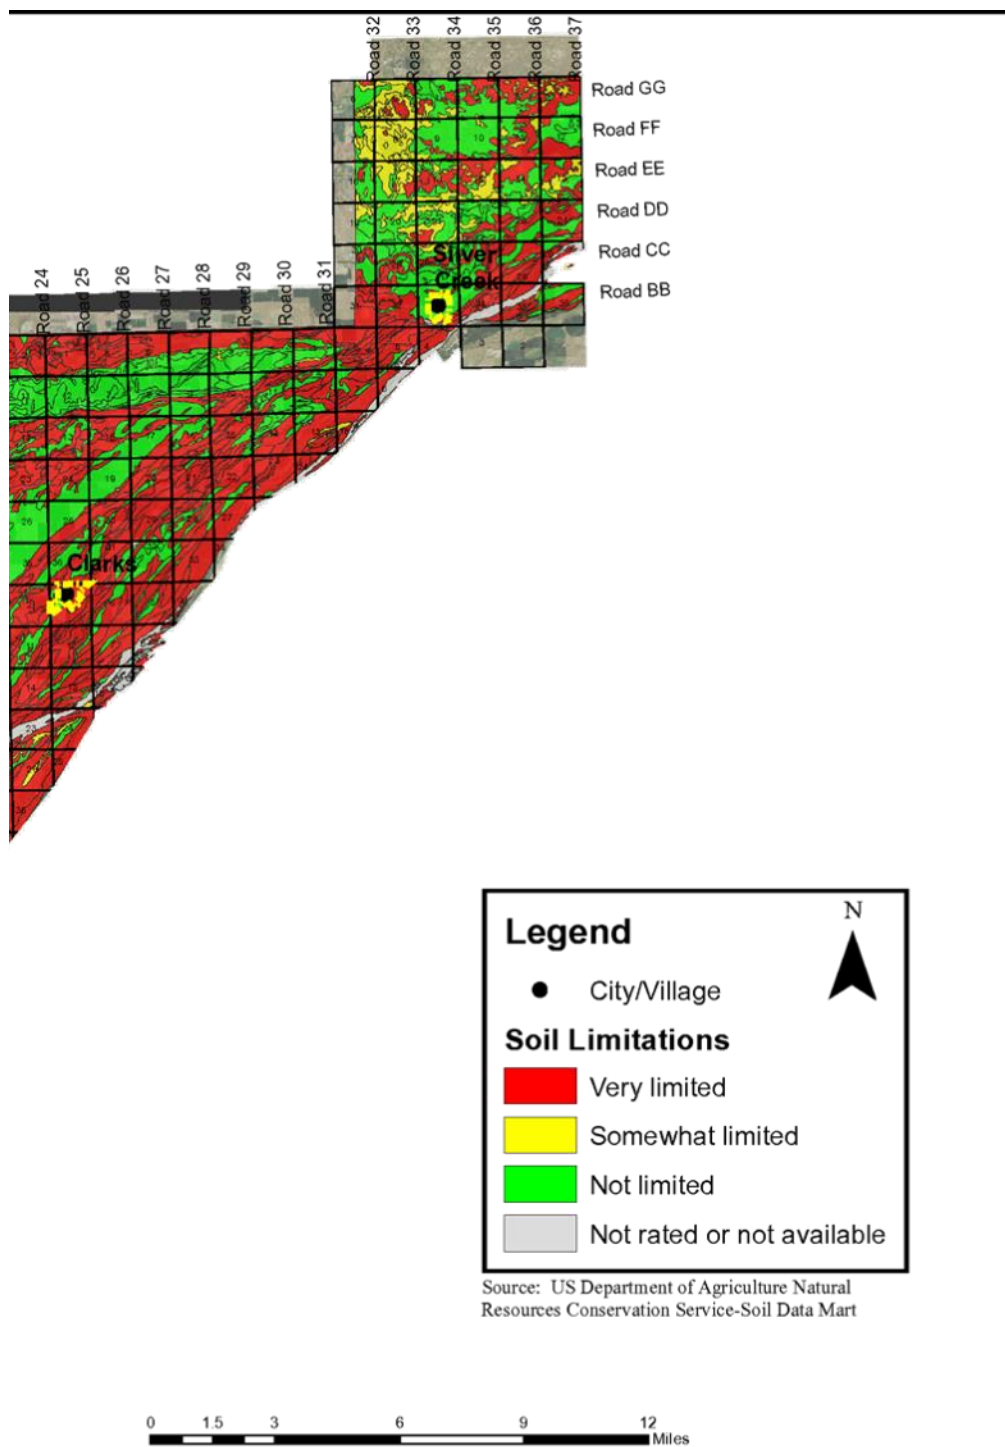 Road 32
Road 33
Road 34
Road 35
Road 36
Road 37
Road GG
Road FF
Road EE
Road DD
Road CC
Road BB
Silver
Creek
Road 24
Road 25
Road 26
Road 27
Road 28
Road 29
Road 30
Road 31
Clarks
Legend
N
City/Village
Soil Limitations
Very limited
Somewhat limited
Not limited
Not rated or not available
Source: US Department of Agriculture Natural
Resources Conservation Service-Soil Data Mart
0 1.5 3 6 9 12
Miles